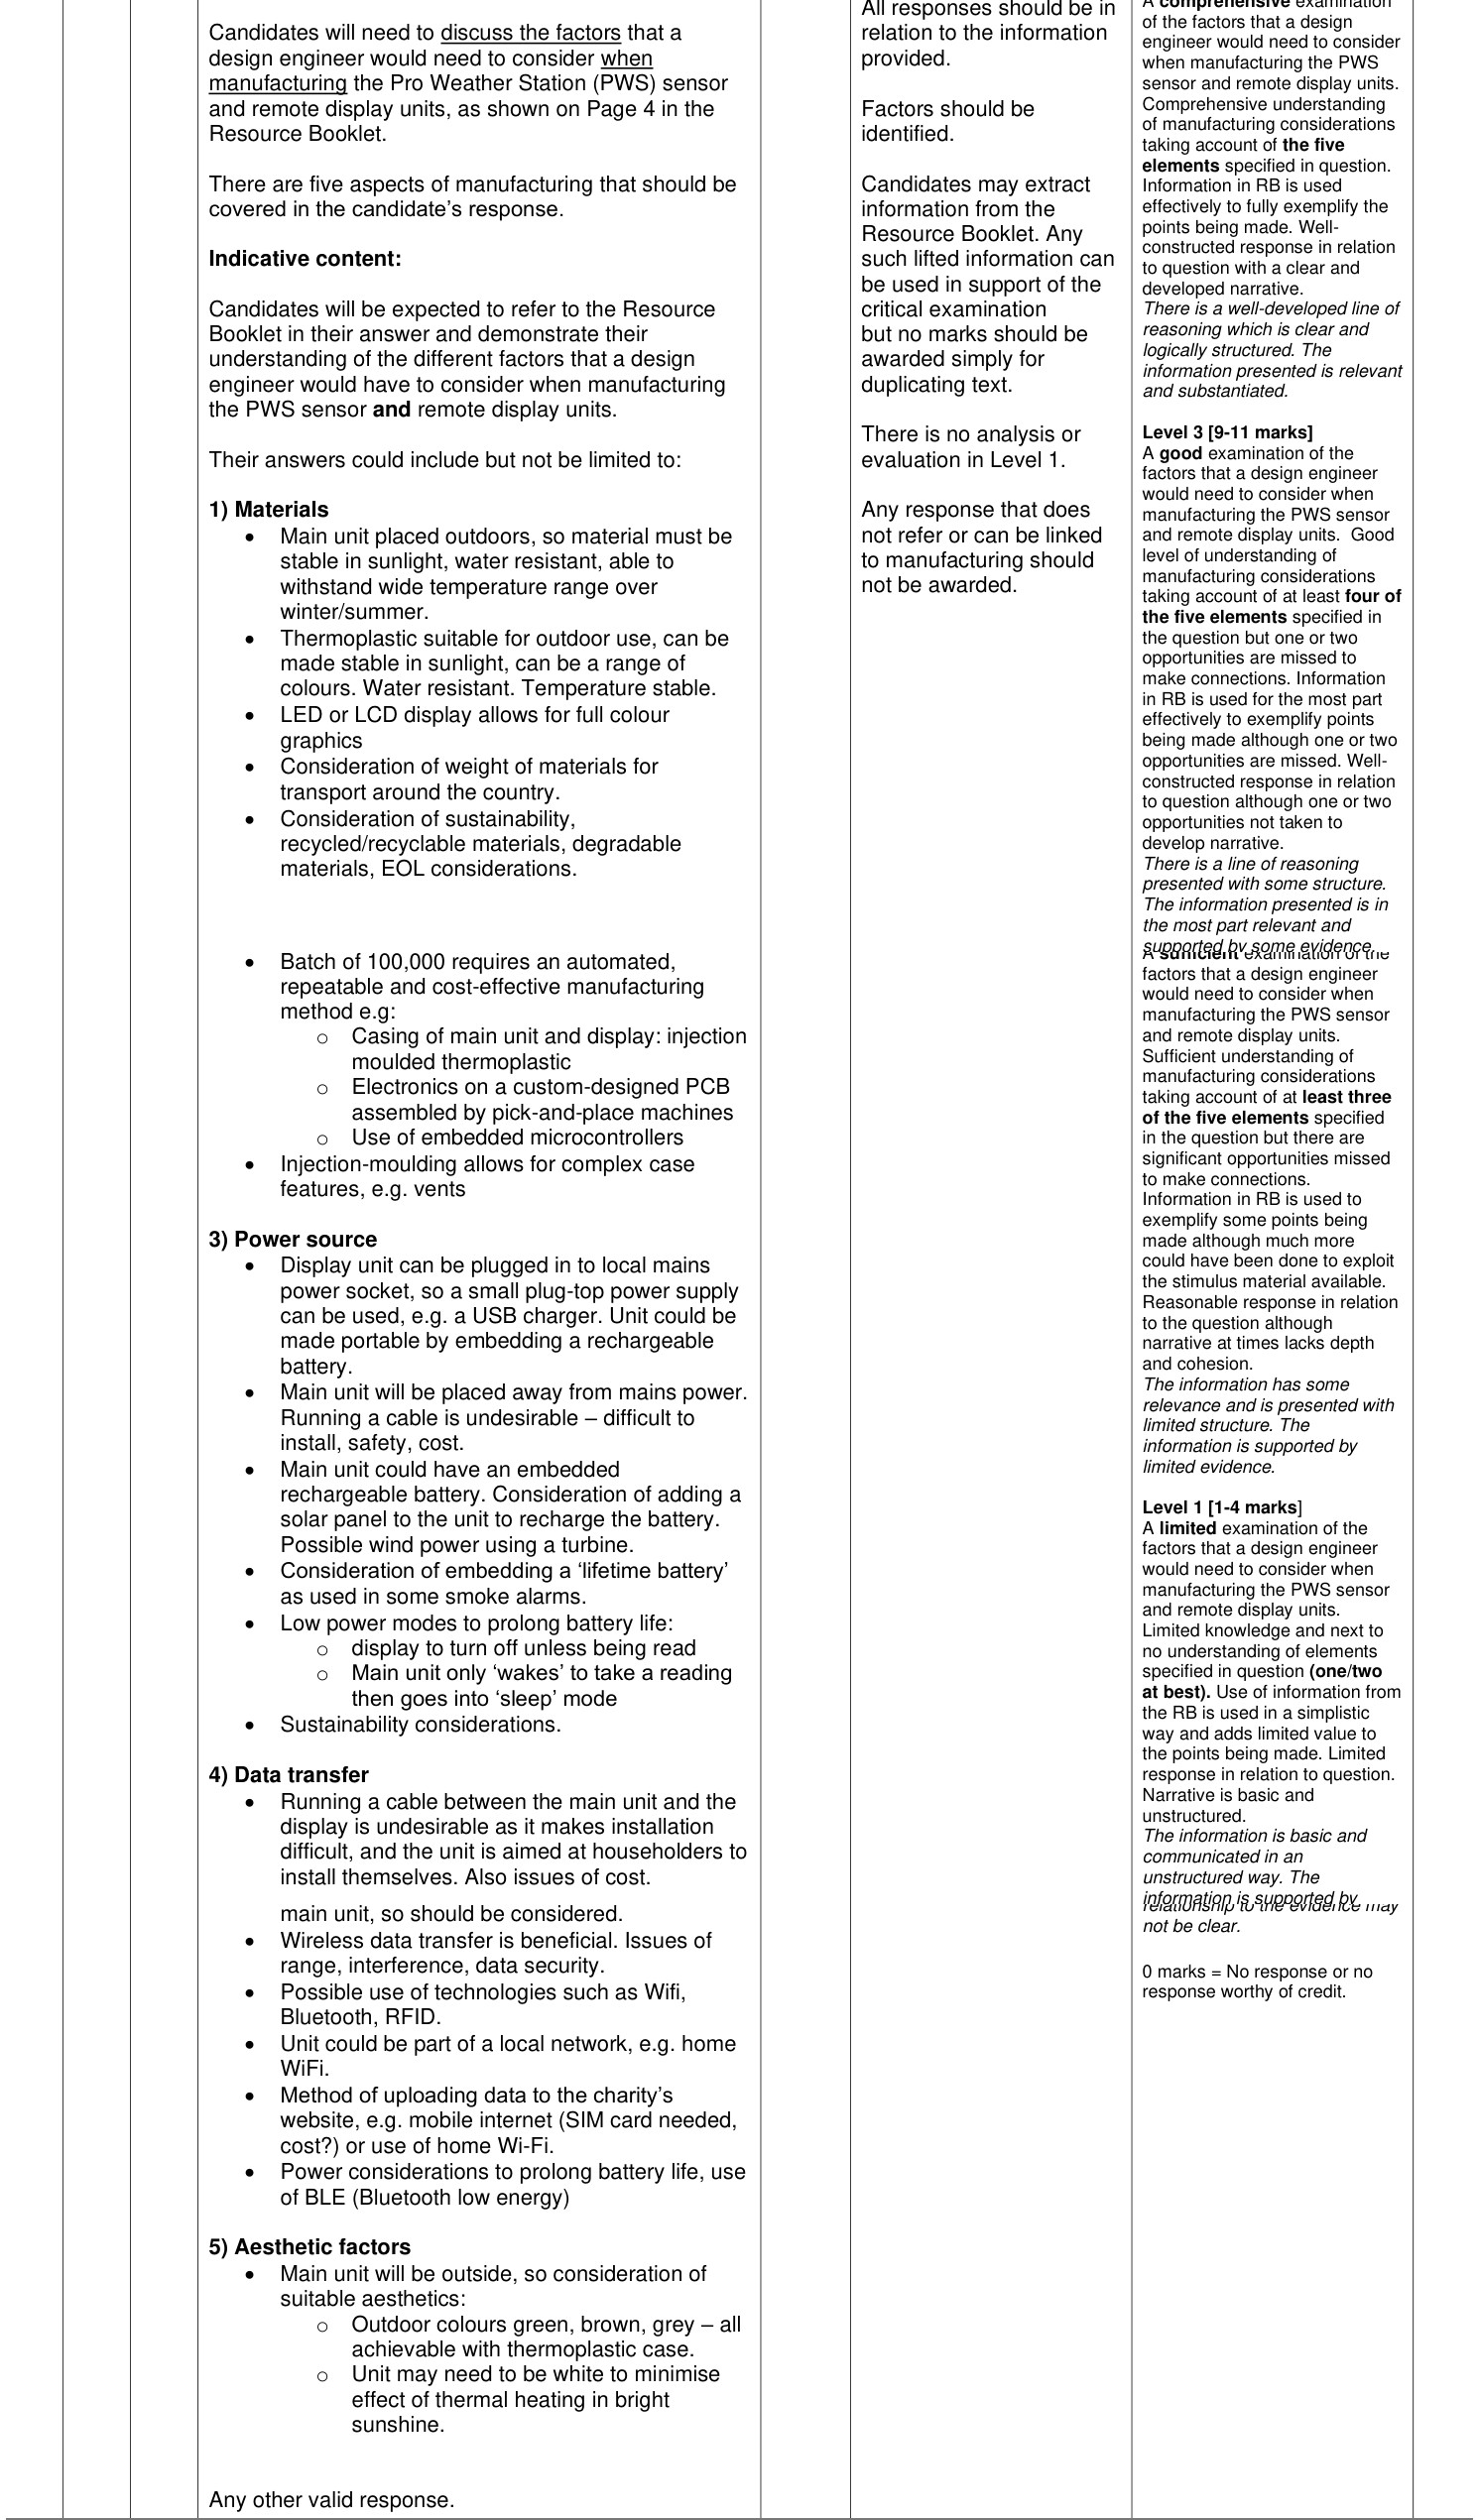 Candidates will need to discuss the factors that a
design engineer would need to consider when
manufacturing the Pro Weather Station (PWS) sensor
and remote display units, as shown on Page 4 in the
Resource Booklet.
There are five aspects of manufacturing that should be
covered in the candidate's response.
Indicative content:
Candidates will be expected to refer to the Resource
Booklet in their answer and demonstrate their
understanding of the different factors that a design
engineer would have to consider when manufacturing
the PWS sensor and remote display units.
Their answers could include but not be limited to:
1) Materials
• Main unit placed outdoors, so material must be
stable in sunlight, water resistant, able to
withstand wide temperature range over
winter/summer.
• Thermoplastic suitable for outdoor use, can be
made stable in sunlight, can be a range of
colours. Water resistant. Temperature stable.
• LED or LCD display allows for full colour
graphics
• Consideration of weight of materials for
transport around the country.
• Consideration of sustainability,
recycled/recyclable materials, degradable
materials, EOL considerations.
• Batch of 100,000 requires an automated,
repeatable and cost-effective manufacturing
method e.g:
o Casing of main unit and display: injection
moulded thermoplastic
o Electronics on a custom-designed PCB
assembled by pick-and-place machines
o Use of embedded microcontrollers
• Injection-moulding allows for complex case
features, e.g. vents
3) Power source
• Display unit can be plugged in to local mains
power socket, so a small plug-top power supply
can be used, e.g. a USB charger. Unit could be
made portable by embedding a rechargeable
battery.
• Main unit will be placed away from mains power.
Running a cable is undesirable – difficult to
install, safety, cost.
• Main unit could have an embedded
rechargeable battery. Consideration of adding a
solar panel to the unit to recharge the battery.
Possible wind power using a turbine.
• Consideration of embedding a 'lifetime battery'
as used in some smoke alarms.
• Low power modes to prolong battery life:
o display to turn off unless being read
o Main unit only 'wakes' to take a reading
then goes into 'sleep' mode
• Sustainability considerations.
4) Data transfer
• Running a cable between the main unit and the
display is undesirable as it makes installation
difficult, and the unit is aimed at householders to
install themselves. Also issues of cost.
main unit, so should be considered.
• Wireless data transfer is beneficial. Issues of
range, interference, data security.
• Possible use of technologies such as Wifi,
Bluetooth, RFID.
• Unit could be part of a local network, e.g. home
WiFi.
• Method of uploading data to the charity's
website, e.g. mobile internet (SIM card needed,
cost?) or use of home Wi-Fi.
• Power considerations to prolong battery life, use
of BLE (Bluetooth low energy)
5) Aesthetic factors
• Main unit will be outside, so consideration of
suitable aesthetics:
o Outdoor colours green, brown, grey – all
achievable with thermoplastic case.
o Unit may need to be white to minimise
effect of thermal heating in bright
sunshine.
Any other valid response.
All responses should be in
relation to the information
provided.
Factors should be
identified.
Candidates may extract
information from the
Resource Booklet. Any
such lifted information can
be used in support of the
critical examination
but no marks should be
awarded simply for
duplicating text.
There is no analysis or
evaluation in Level 1.
Any response that does
not refer or can be linked
to manufacturing should
not be awarded.
A comprehensive examination
of the factors that a design
engineer would need to consider
when manufacturing the PWS
sensor and remote display units.
Comprehensive understanding
of manufacturing considerations
taking account of the five
elements specified in question.
Information in RB is used
effectively to fully exemplify the
points being made. Well-
constructed response in relation
to question with a clear and
developed narrative.
There is a well-developed line of
reasoning which is clear and
logically structured. The
information presented is relevant
and substantiated.
Level 3 [9-11 marks]
A good examination of the
factors that a design engineer
would need to consider when
manufacturing the PWS sensor
and remote display units. Good
level of understanding of
manufacturing considerations
taking account of at least four of
the five elements specified in
the question but one or two
opportunities are missed to
make connections. Information
in RB is used for the most part
effectively to exemplify points
being made although one or two
opportunities are missed. Well-
constructed response in relation
to question although one or two
opportunities not taken to
develop narrative.
There is a line of reasoning
presented with some structure.
The information presented is in
the most part relevant and
supported by some evidence.
A sufficient examination of the
factors that a design engineer
would need to consider when
manufacturing the PWS sensor
and remote display units.
Sufficient understanding of
manufacturing considerations
taking account of at least three
of the five elements specified
in the question but there are
significant opportunities missed
to make connections.
Information in RB is used to
exemplify some points being
made although much more
could have been done to exploit
the stimulus material available.
Reasonable response in relation
to the question although
narrative at times lacks depth
and cohesion.
The information has some
relevance and is presented with
limited structure. The
information is supported by
limited evidence.
Level 1 [1-4 marks]
A limited examination of the
factors that a design engineer
would need to consider when
manufacturing the PWS sensor
and remote display units.
Limited knowledge and next to
no understanding of elements
specified in question (one/two
at best). Use of information from
the RB is used in a simplistic
way and adds limited value to
the points being made. Limited
response in relation to question.
Narrative is basic and
unstructured.
The information is basic and
communicated in an
unstructured way. The
information is supported by
relationship to the evidence may
not be clear.
0 marks = No response or no
response worthy of credit.